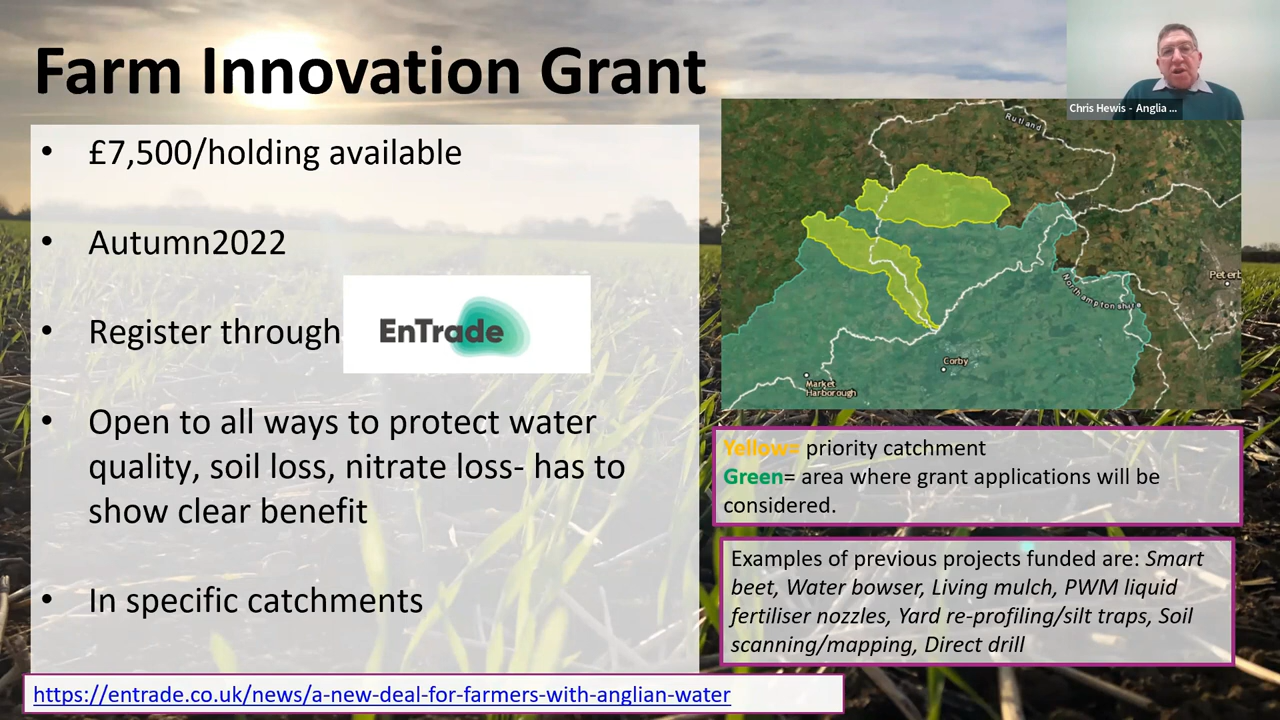 Farm Innovation Grant
Chris Hewis - Anglia ...
• £7,500/holding available
• Autumn2022
• Register through
EnTrade
• Open to all ways to protect water
quality, soil loss, nitrate loss- has to
show clear benefit
• In specific catchments
https://entrade.co.uk/news/a-new-deal-for-farmers-with-anglian-water
Rutland
Peterb
Northamptonshire
Corby
Market
Harborough
Yellow= priority catchment
Green= area where grant applications will be
considered.
Examples of previous projects funded are: Smart
beet, Water bowser, Living mulch, PWM liquid
fertiliser nozzles, Yard re-profiling/silt traps, Soil
scanning/mapping, Direct drill